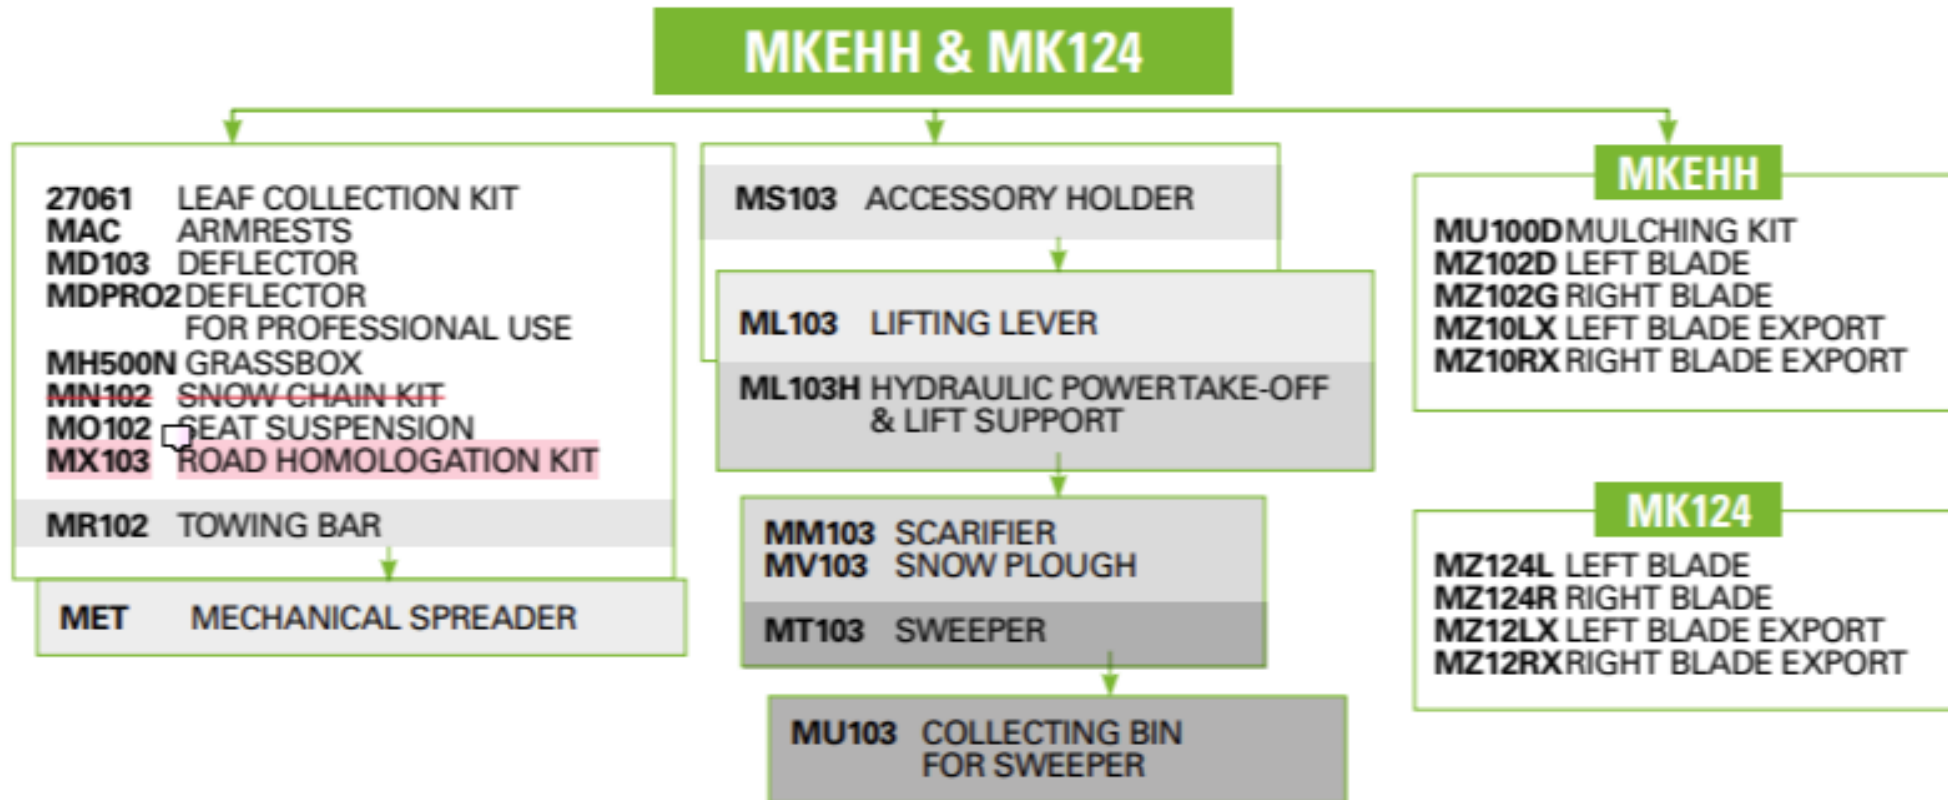 MKEHH & MK124
27061 LEAF COLLECTION KIT
MAC ARMRESTS
MD103 DEFLECTOR
MDPRO2 DEFLECTOR
FOR PROFESSIONAL USE
MH500N GRASSBOX
MN102 SNOW CHAIN KIT
MO102 SEAT SUSPENSION
MX103 ROAD HOMOLOGATION KIT
MR102 TOWING BAR
MET MECHANICAL SPREADER
MS103 ACCESSORY HOLDER
ML103 LIFTING LEVER
ML103H HYDRAULIC POWER TAKE-OFF
& LIFT SUPPORT
MM103 SCARIFIER
MV103 SNOW PLOUGH
MT103 SWEEPER
MU103 COLLECTING BIN
FOR SWEEPER
MKEHH
MU100D MULCHING KIT
MZ102D LEFT BLADE
MZ102G RIGHT BLADE
MZ10LX LEFT BLADE EXPORT
MZ10RX RIGHT BLADE EXPORT
MK124
MZ124L LEFT BLADE
MZ124R RIGHT BLADE
MZ12LX LEFT BLADE EXPORT
MZ12RX RIGHT BLADE EXPORT